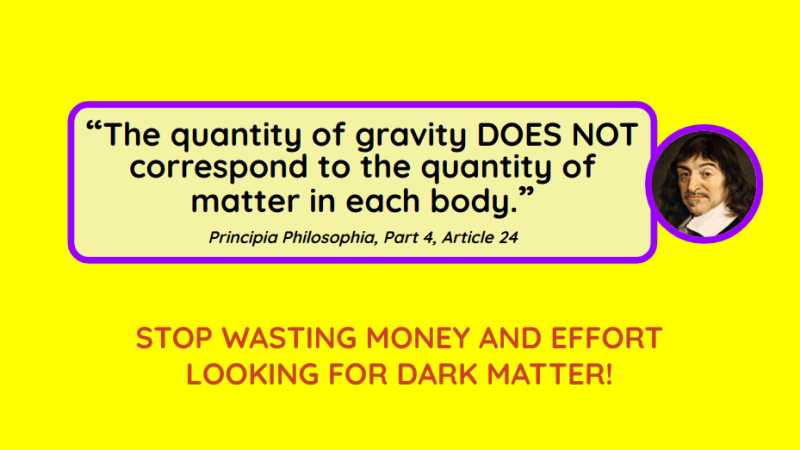 “The quantity of gravity DOES NOT
correspond to the quantity of
matter in each body.”
Principia Philosophia, Part 4, Article 24
STOP WASTING MONEY AND EFFORT
LOOKING FOR DARK MATTER!